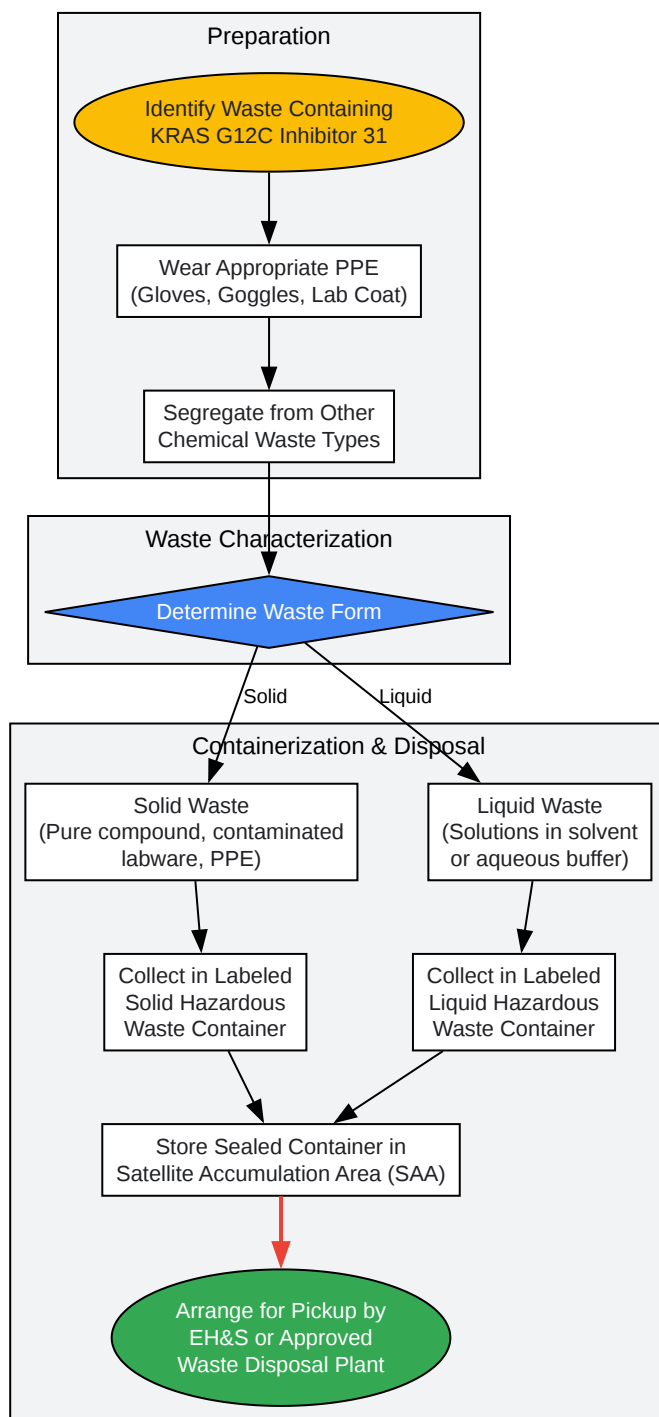 Preparation
Identify Waste Containing
KRAS G12C Inhibitor 31
Wear Appropriate PPE
(Gloves, Goggles, Lab Coat)
Segregate from Other
Chemical Waste Types
Waste Characterization
Determine Waste Form
Solid
Liquid
Containerization & Disposal
Solid Waste
(Pure compound, contaminated
labware, PPE)
Liquid Waste
(Solutions in solvent
or aqueous buffer)
Collect in Labeled
Solid Hazardous
Waste Container
Collect in Labeled
Liquid Hazardous
Waste Container
Store Sealed Container in
Satellite Accumulation Area (SAA)
Arrange for Pickup by
EH&S or Approved
Waste Disposal Plant